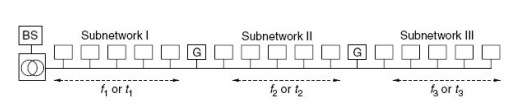 BS
Subnetwork I
Subnetwork II
Subnetwork III
G
G
f₁ or t₁
f₂ or t₂
f₃ or t₃